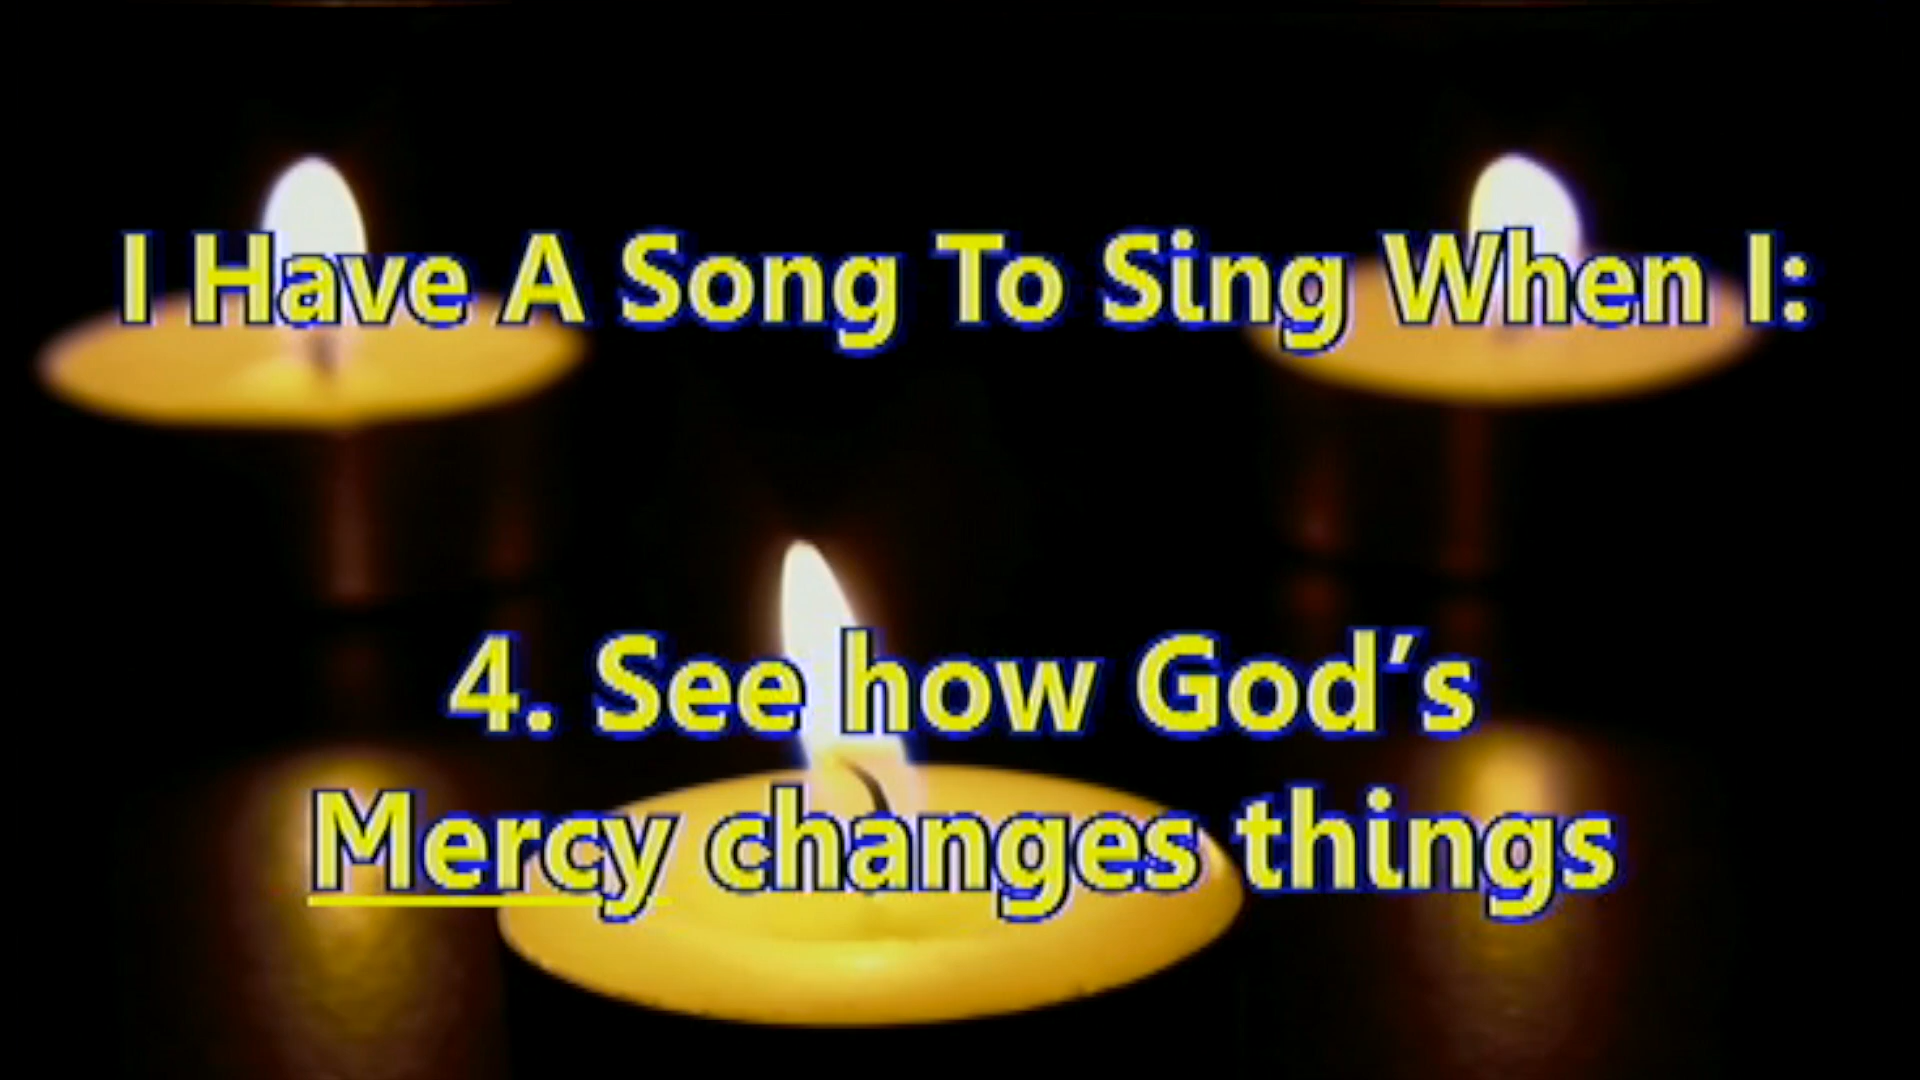 I Have A Song To Sing When I:
4. See how God’s
Mercy changes things